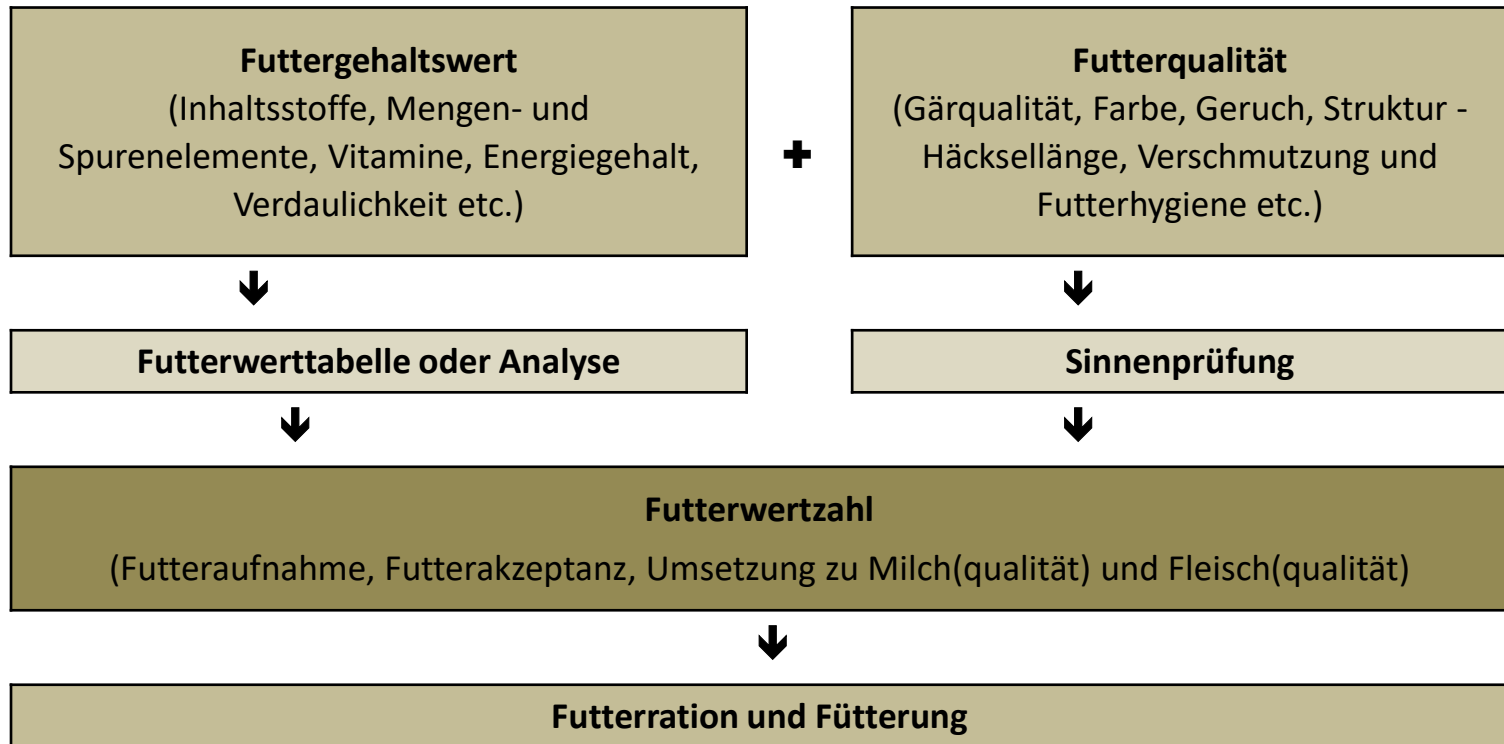 Futtergehaltswert
(Inhaltsstoffe, Mengen- und
Spurenelemente, Vitamine, Energiegehalt,
Verdaulichkeit etc.)
+
Futterqualität
(Gärqualität, Farbe, Geruch, Struktur -
Häcksellänge, Verschmutzung und
Futterhygiene etc.)
Futterwerttabelle oder Analyse
Sinnenprüfung
Futterwertzahl
(Futteraufnahme, Futterakzeptanz, Umsetzung zu Milch(qualität) und Fleisch(qualität)
Futterration und Fütterung